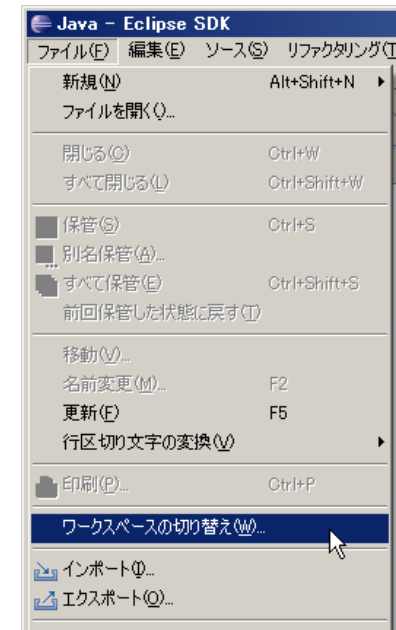 Java - Eclipse SDK
ファイル(F) 編集(E) ソース(S) リファクタリング(T
新規(N) Alt+Shift+N
ファイルを開く()...
閉じる(C) Ctrl+W
すべて閉じる(L) Ctrl+Shift+W
保管(S) Ctrl+S
別名保管(A)...
すべて保管(E) Ctrl+Shift+S
前回保管した状態に戻す(T)
移動(V)...
名前変更(M)... F2
更新(F) F5
行区切り文字の変換(V)
印刷(P)... Ctrl+P
ワークスペースの切り替え(W)...
インポート(I)...
エクスポート(O)...